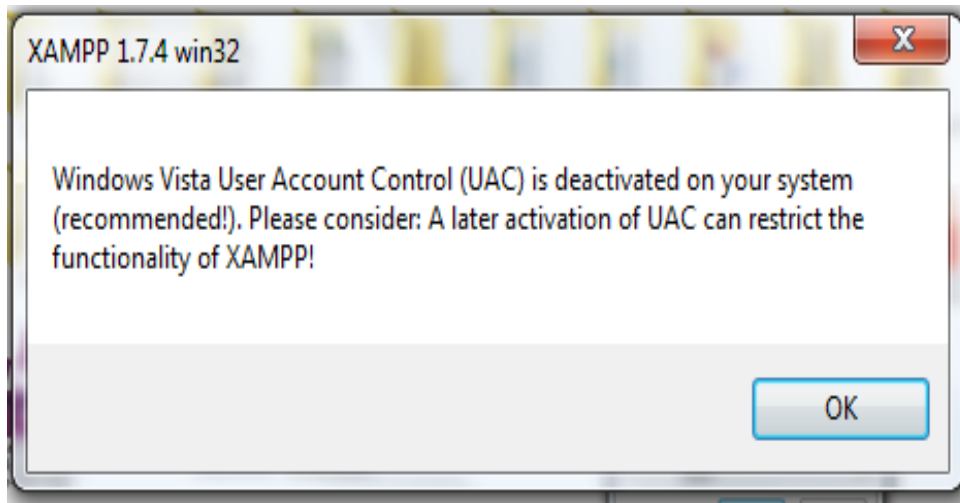 XAMPP 1.7.4 win32
Windows Vista User Account Control (UAC) is deactivated on your system
(recommended!). Please consider: A later activation of UAC can restrict the
functionality of XAMPP!
OK